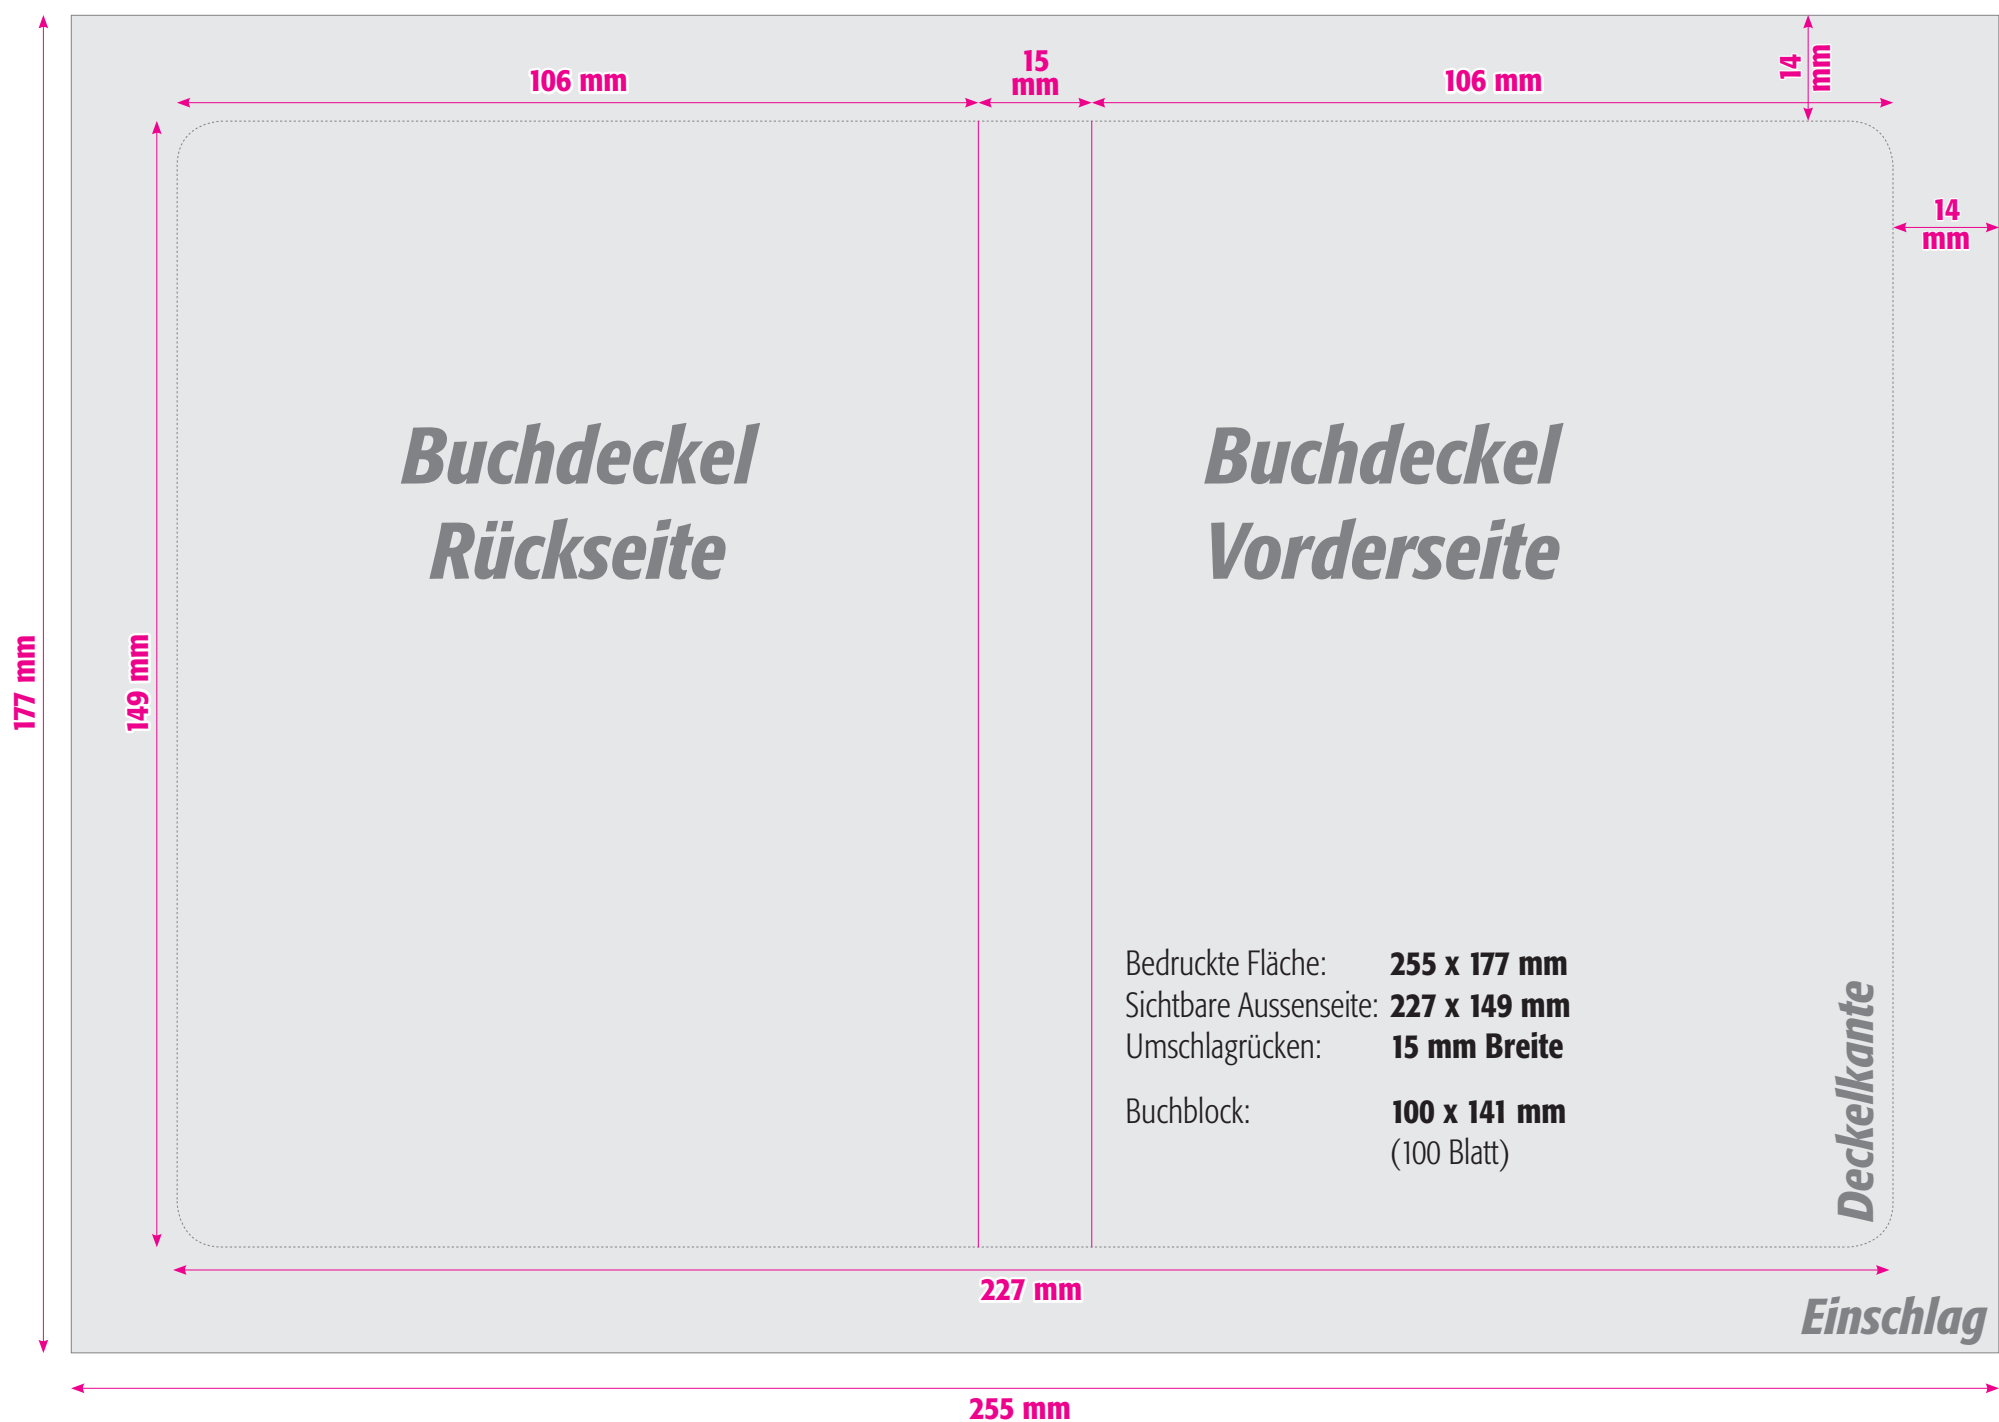 106 mm
15
mm
106 mm
14
mm
14
mm
177 mm
149 mm
Buchdeckel
Rückseite
Buchdeckel
Vorderseite
Bedruckte Fläche: 255 x 177 mm
Sichtbare Aussenseite: 227 x 149 mm
Umschlagrücken: 15 mm Breite
Buchblock: 100 x 141 mm
(100 Blatt)
Deckelkante
227 mm
Einschlag
255 mm